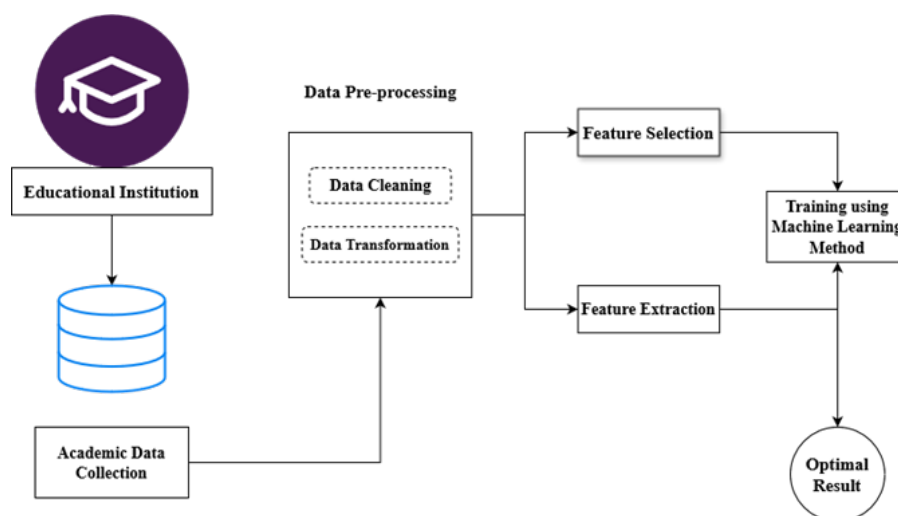 Educational Institution
Academic Data
Collection
Data Pre-processing
Data Cleaning
Data Transformation
Feature Selection
Feature Extraction
Training using
Machine Learning
Method
Optimal
Result